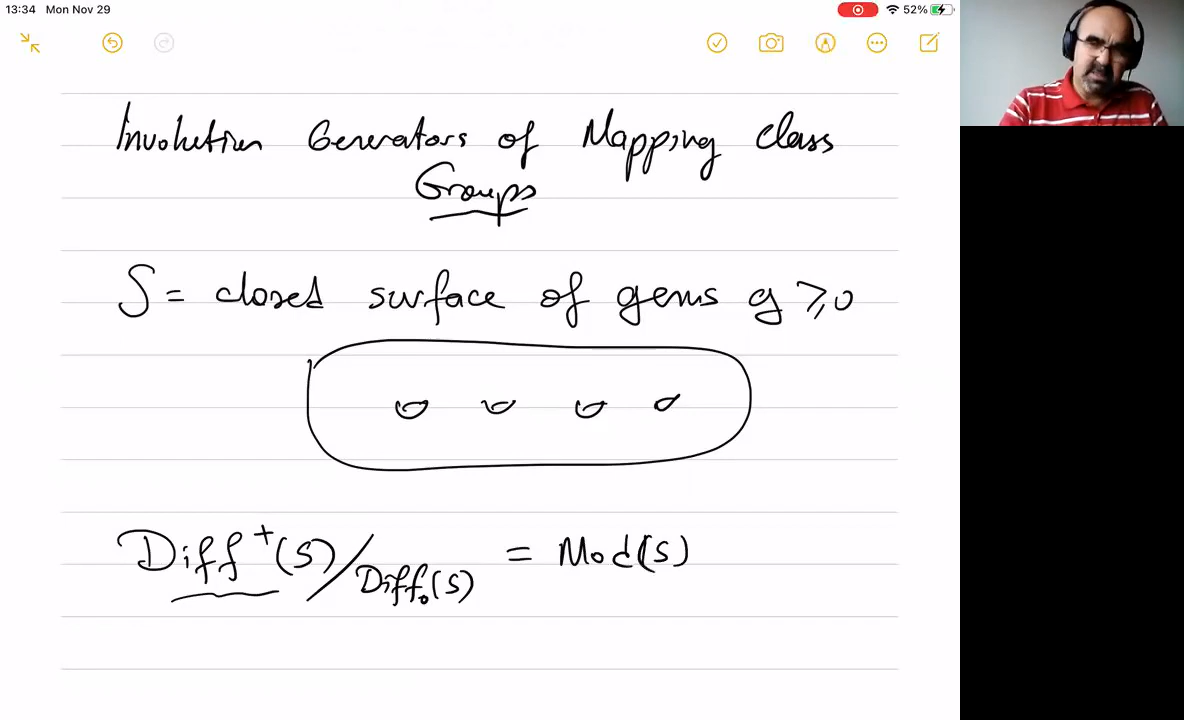 13:34 Mon Nov 29
52%
Involution Generators of Mapping class
Groups
S = closed surface of genus g ⩾ 0
Diff⁺(S)/Diff₀(S) = Mod(S)